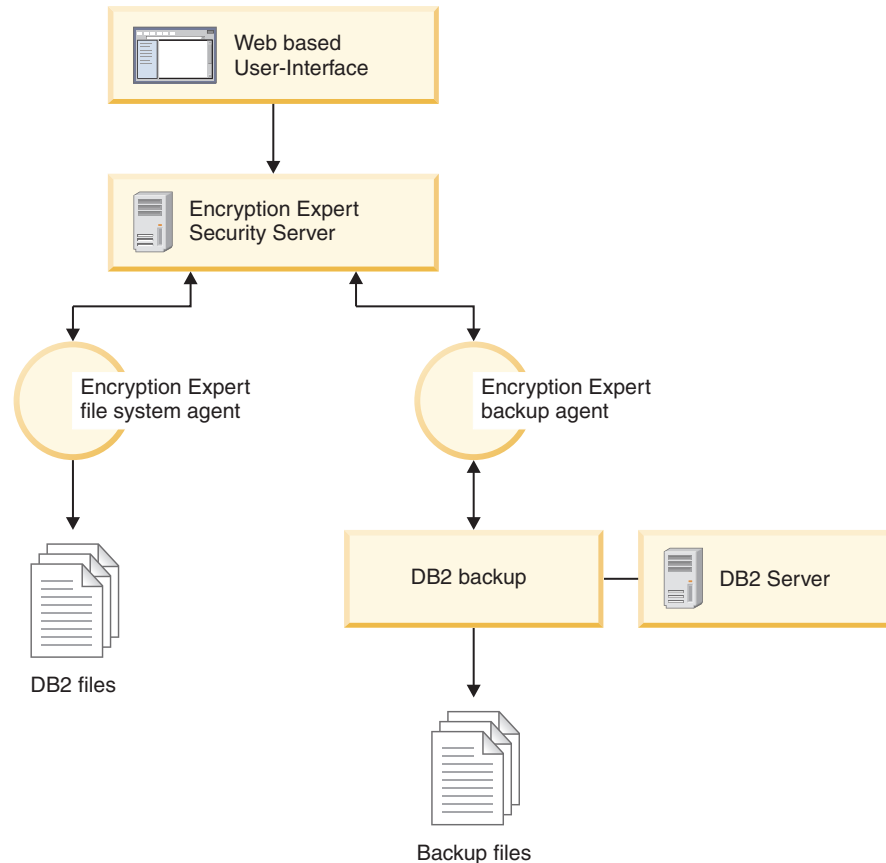 Web based
User-Interface
Encryption Expert
Security Server
Encryption Expert
file system agent
Encryption Expert
backup agent
DB2 backup
DB2 Server
DB2 files
Backup files